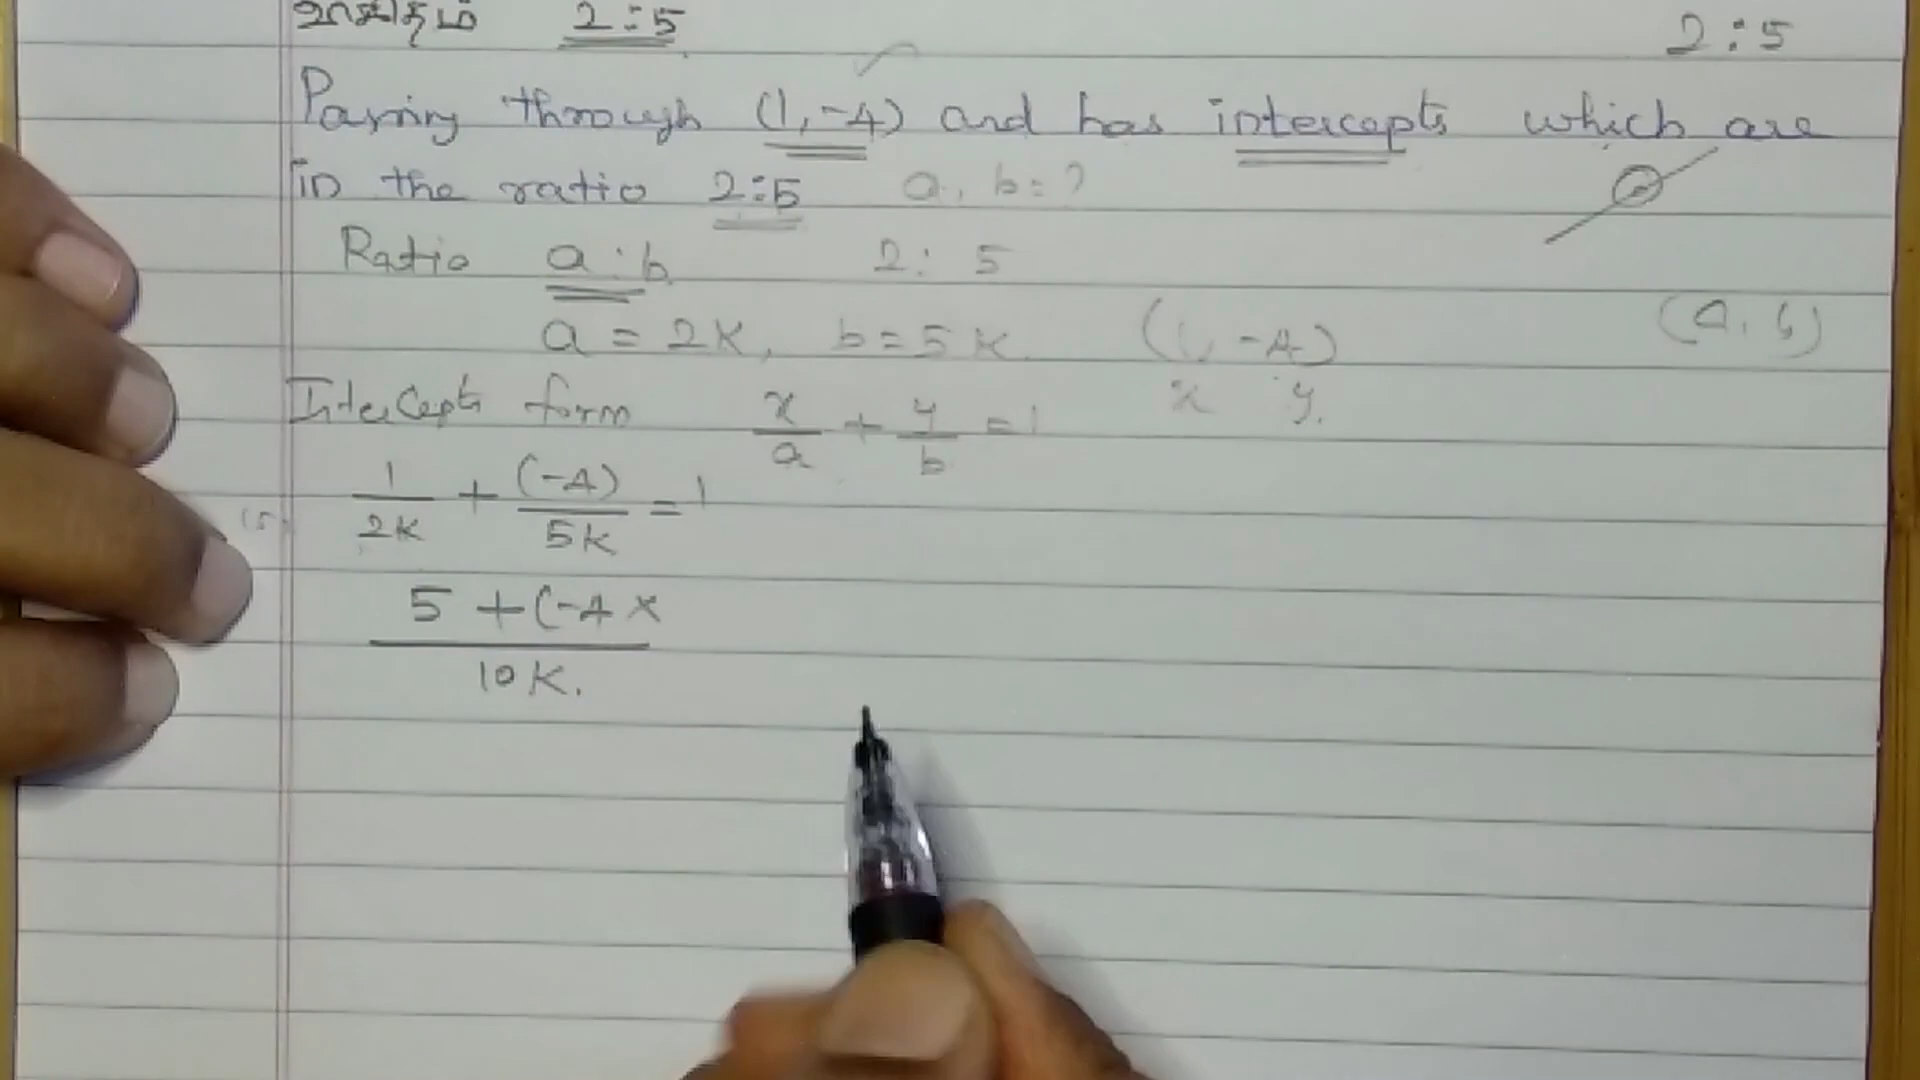 விகிதம் 2:5 2:5
Passing through (1,-4) and has intercepts which are
in the ratio 2:5 a, b=?
Ratio a:b 2: 5
a = 2K, b = 5K (1, -4) (a, b)
Intercepts form x/a + y/b = 1 x y.
1/2K + (-4)/5K = 1
5 + (-4 ×
10K.